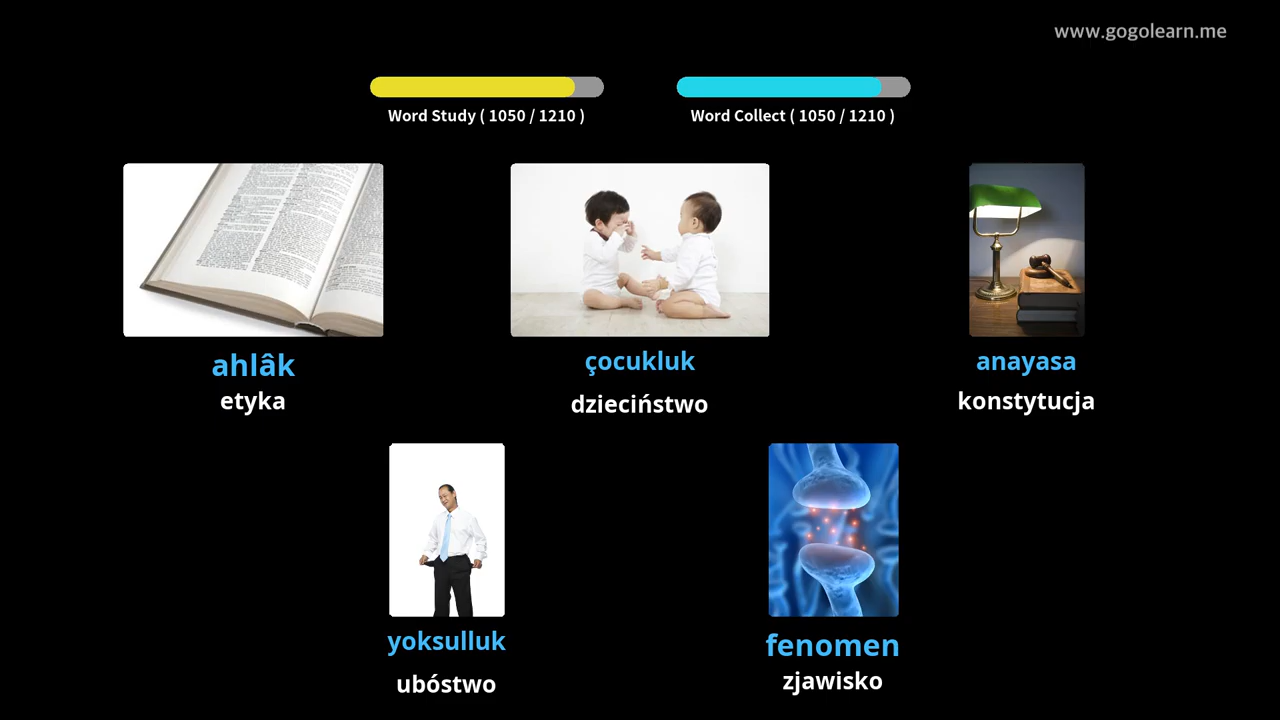 www.gogolearn.me
Word Study ( 1050 / 1210 )
Word Collect ( 1050 / 1210 )
ahlâk
etyka
çocukluk
dzieciństwo
anayasa
konstytucja
yoksulluk
ubóstwo
fenomen
zjawisko